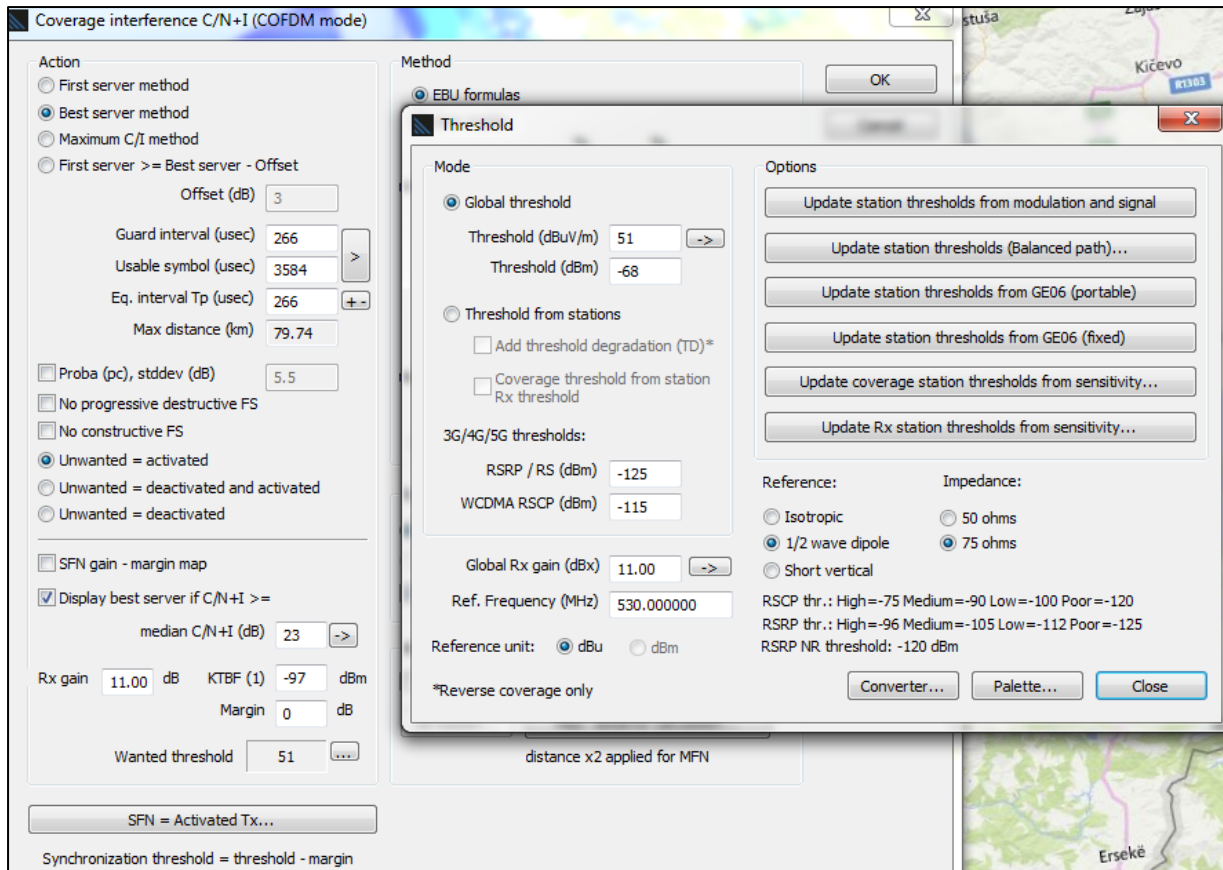 Coverage interference C/N+I (COFDM mode)
Action
First server method
Best server method
Maximum C/I method
First server >= Best server - Offset
Offset (dB) 3
Guard interval (usec) 266
Usable symbol (usec) 3584
>
Eq. interval Tp (usec) 266
+ -
Max distance (km) 79.74
Proba (pc), stddev (dB) 5.5
No progressive destructive FS
No constructive FS
Unwanted = activated
Unwanted = deactivated and activated
Unwanted = deactivated
SFN gain - margin map
Display best server if C/N+I >=
median C/N+I (dB) 23 ->
Rx gain 11.00 dB KTBF (1) -97 dBm
Margin 0 dB
Wanted threshold 51 ...
SFN = Activated Tx...
Synchronization threshold = threshold - margin
Method
EBU formulas
OK
Threshold
Mode
Global threshold
Threshold (dBuV/m) 51 ->
Threshold (dBm) -68
Threshold from stations
Add threshold degradation (TD)*
Coverage threshold from station
Rx threshold
3G/4G/5G thresholds:
RSRP / RS (dBm) -125
WCDMA RSCP (dBm) -115
Global Rx gain (dBx) 11.00 ->
Ref. Frequency (MHz) 530.000000
Reference unit: dBu dBm
*Reverse coverage only
Options
Update station thresholds from modulation and signal
Update station thresholds (Balanced path)...
Update station thresholds from GE06 (portable)
Update station thresholds from GE06 (fixed)
Update coverage station thresholds from sensitivity...
Update Rx station thresholds from sensitivity...
Reference: Impedance:
Isotropic 50 ohms
1/2 wave dipole 75 ohms
Short vertical
RSCP thr.: High=-75 Medium=-90 Low=-100 Poor=-120
RSRP thr.: High=-96 Medium=-105 Low=-112 Poor=-125
RSRP NR threshold: -120 dBm
Converter... Palette... Close
distance x2 applied for MFN
Kičevo
R1303
Ersekë